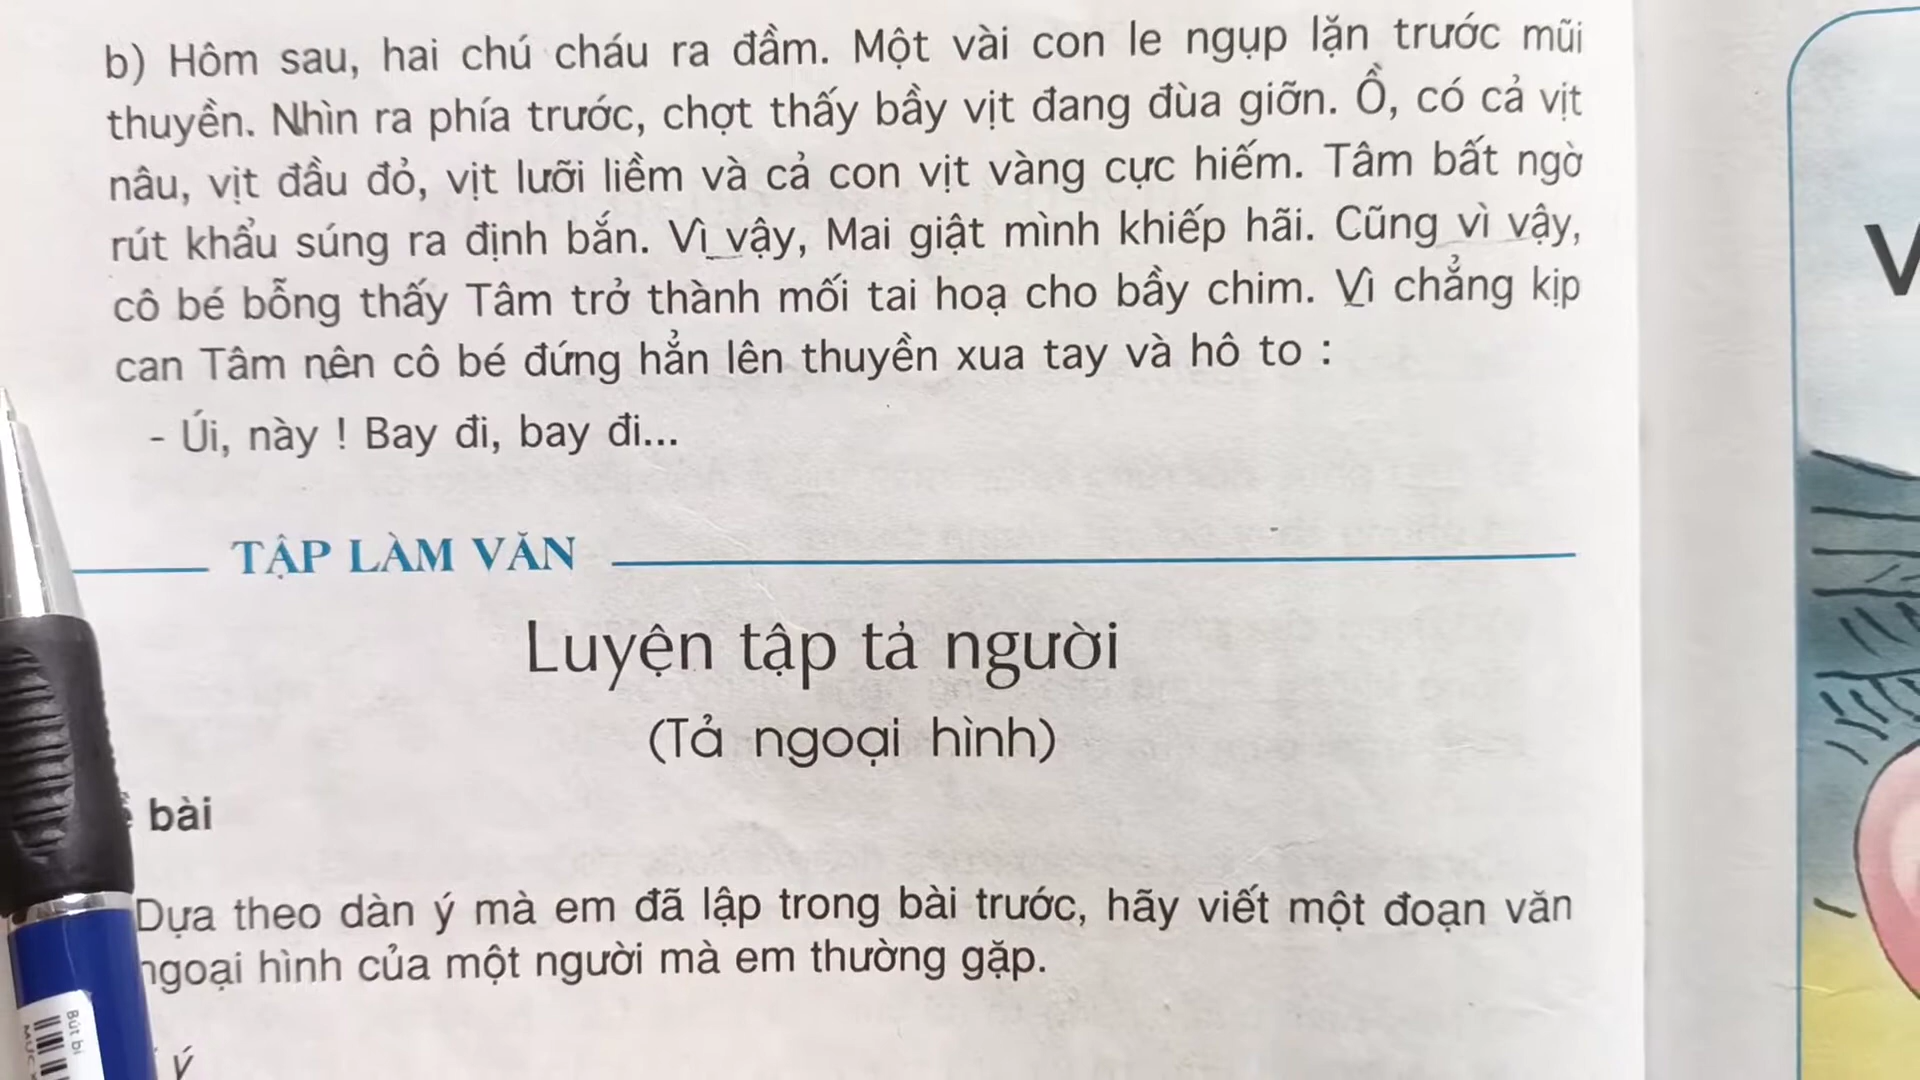 b) Hôm sau, hai chú cháu ra đầm. Một vài con le ngụp lặn trước mũi
thuyền. Nhìn ra phía trước, chợt thấy bầy vịt đang đùa giỡn. Ồ, có cả vịt
nâu, vịt đầu đỏ, vịt lưỡi liềm và cả con vịt vàng cực hiếm. Tâm bất ngờ
rút khẩu súng ra định bắn. Vì vậy, Mai giật mình khiếp hãi. Cũng vì vậy,
cô bé bỗng thấy Tâm trở thành mối tai hoạ cho bầy chim. Vì chẳng kịp
can Tâm nên cô bé đứng hẳn lên thuyền xua tay và hô to :
- Úi, này ! Bay đi, bay đi...
TẬP LÀM VĂN
Luyện tập tả người
(Tả ngoại hình)
bài
Dựa theo dàn ý mà em đã lập trong bài trước, hãy viết một đoạn văn
ngoại hình của một người mà em thường gặp.
ý
Bút bi